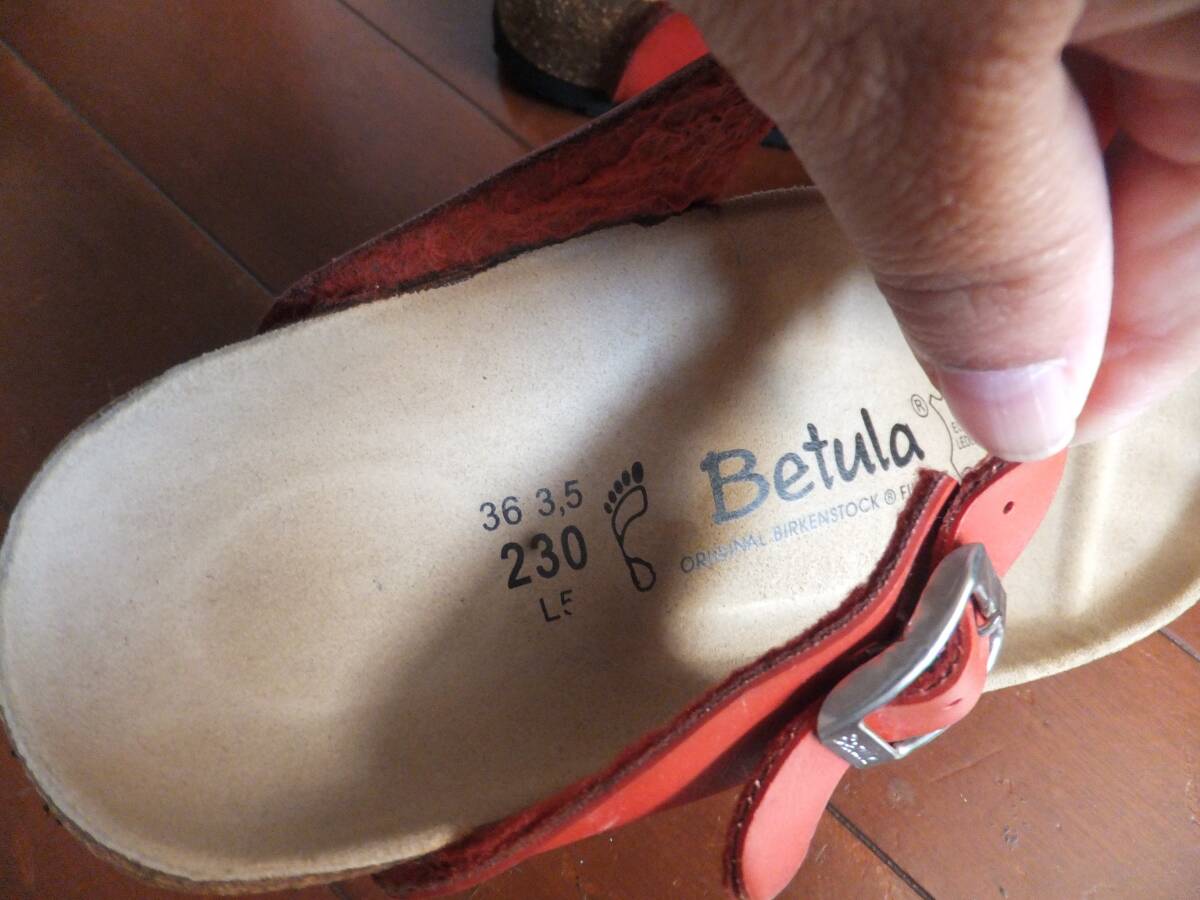 36 3,5
230
L5
Betula®
ORIGINAL BIRKENSTOCK ®